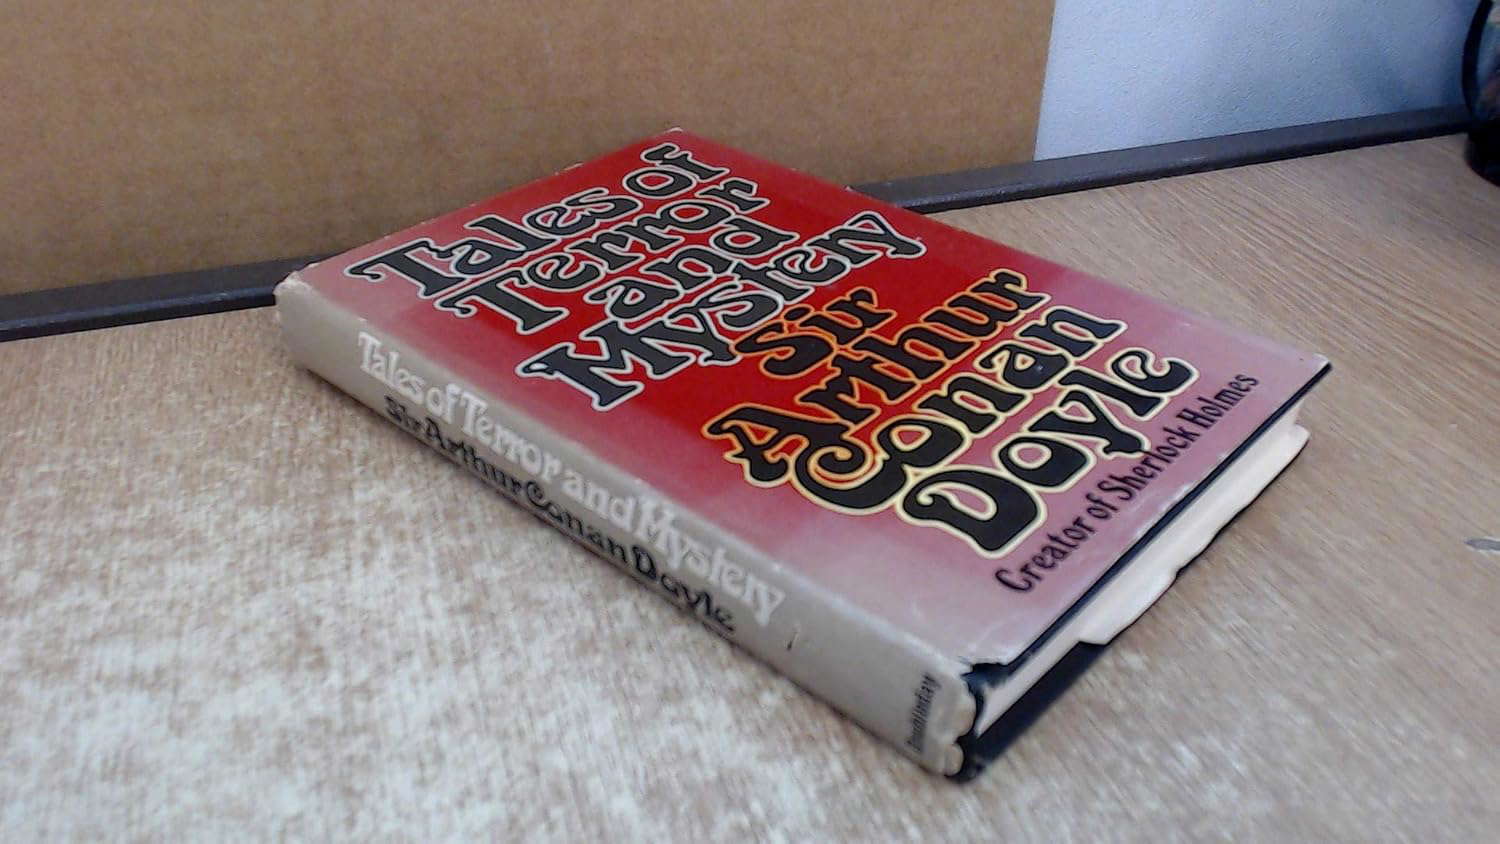 Tales of
Terror
and
Mystery
Sir
Arthur
Conan
Doyle
Creator of Sherlock Holmes
Tales of Terror and Mystery
Sir Arthur Conan Doyle
Doubleday